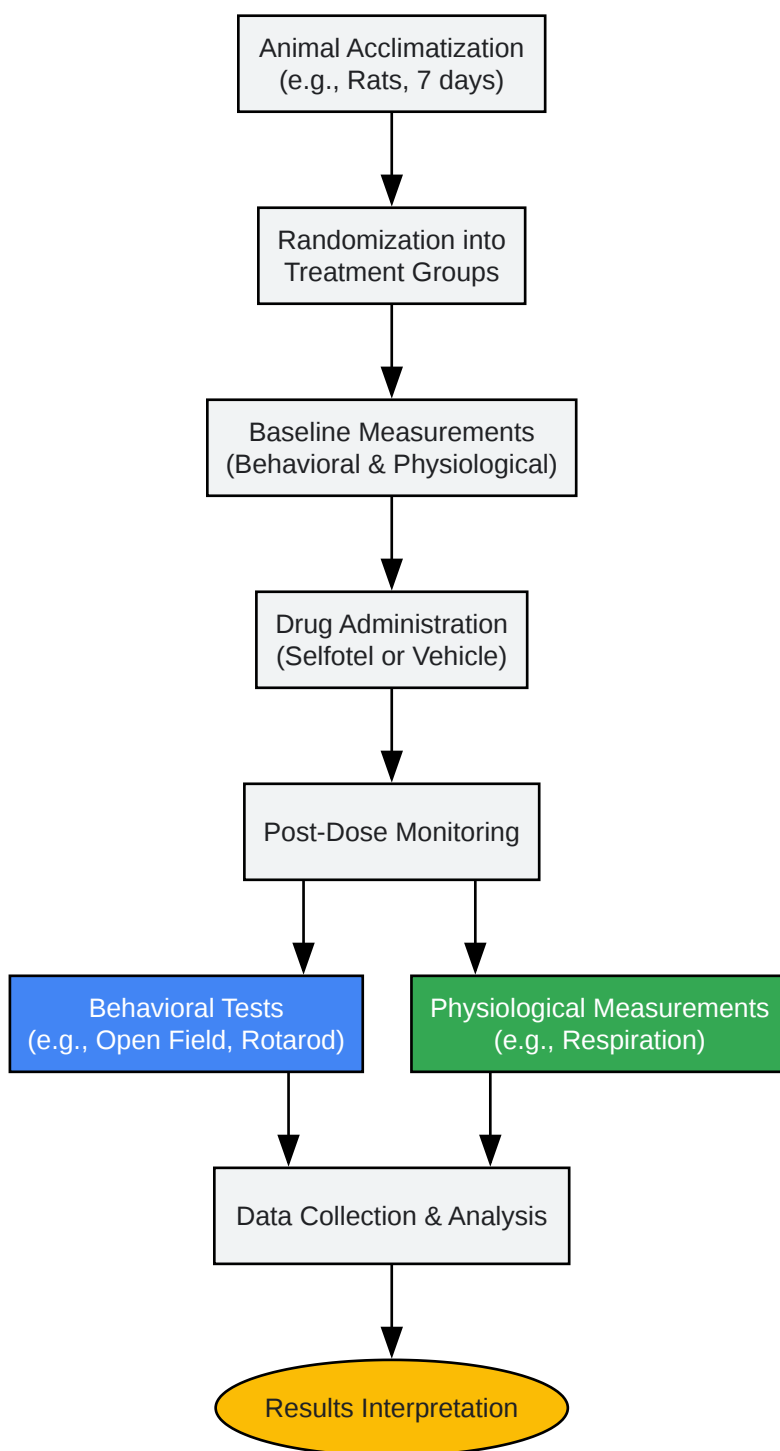 Animal Acclimatization
(e.g., Rats, 7 days)
Randomization into
Treatment Groups
Baseline Measurements
(Behavioral & Physiological)
Drug Administration
(Selfotel or Vehicle)
Post-Dose Monitoring
Behavioral Tests
(e.g., Open Field, Rotarod)
Physiological Measurements
(e.g., Respiration)
Data Collection & Analysis
Results Interpretation